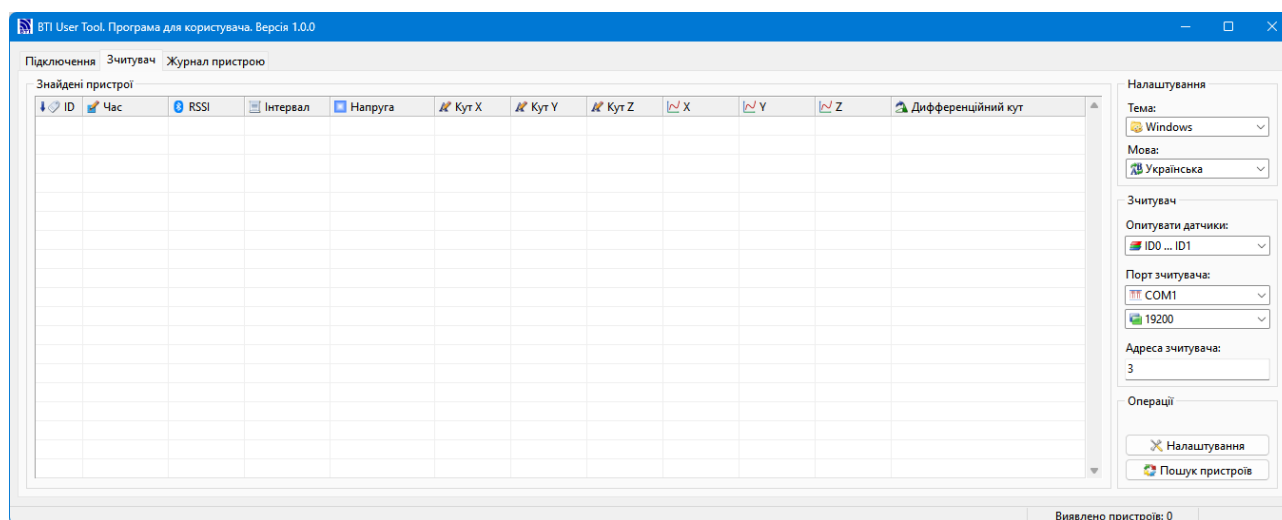 BTI User Tool. Програма для користувача. Версія 1.0.0
Підключення Зчитувач Журнал пристрою
Знайдені пристрої
ID Час RSSI Інтервал Напруга Кут X Кут Y Кут Z X Y Z Дифференційний кут
Налаштування
Тема:
Windows
Мова:
Українська
Зчитувач
Опитувати датчики:
ID0 ... ID1
Порт зчитувача:
COM1
19200
Адреса зчитувача:
3
Операції
Налаштування
Пошук пристроїв
Виявлено пристроїв: 0